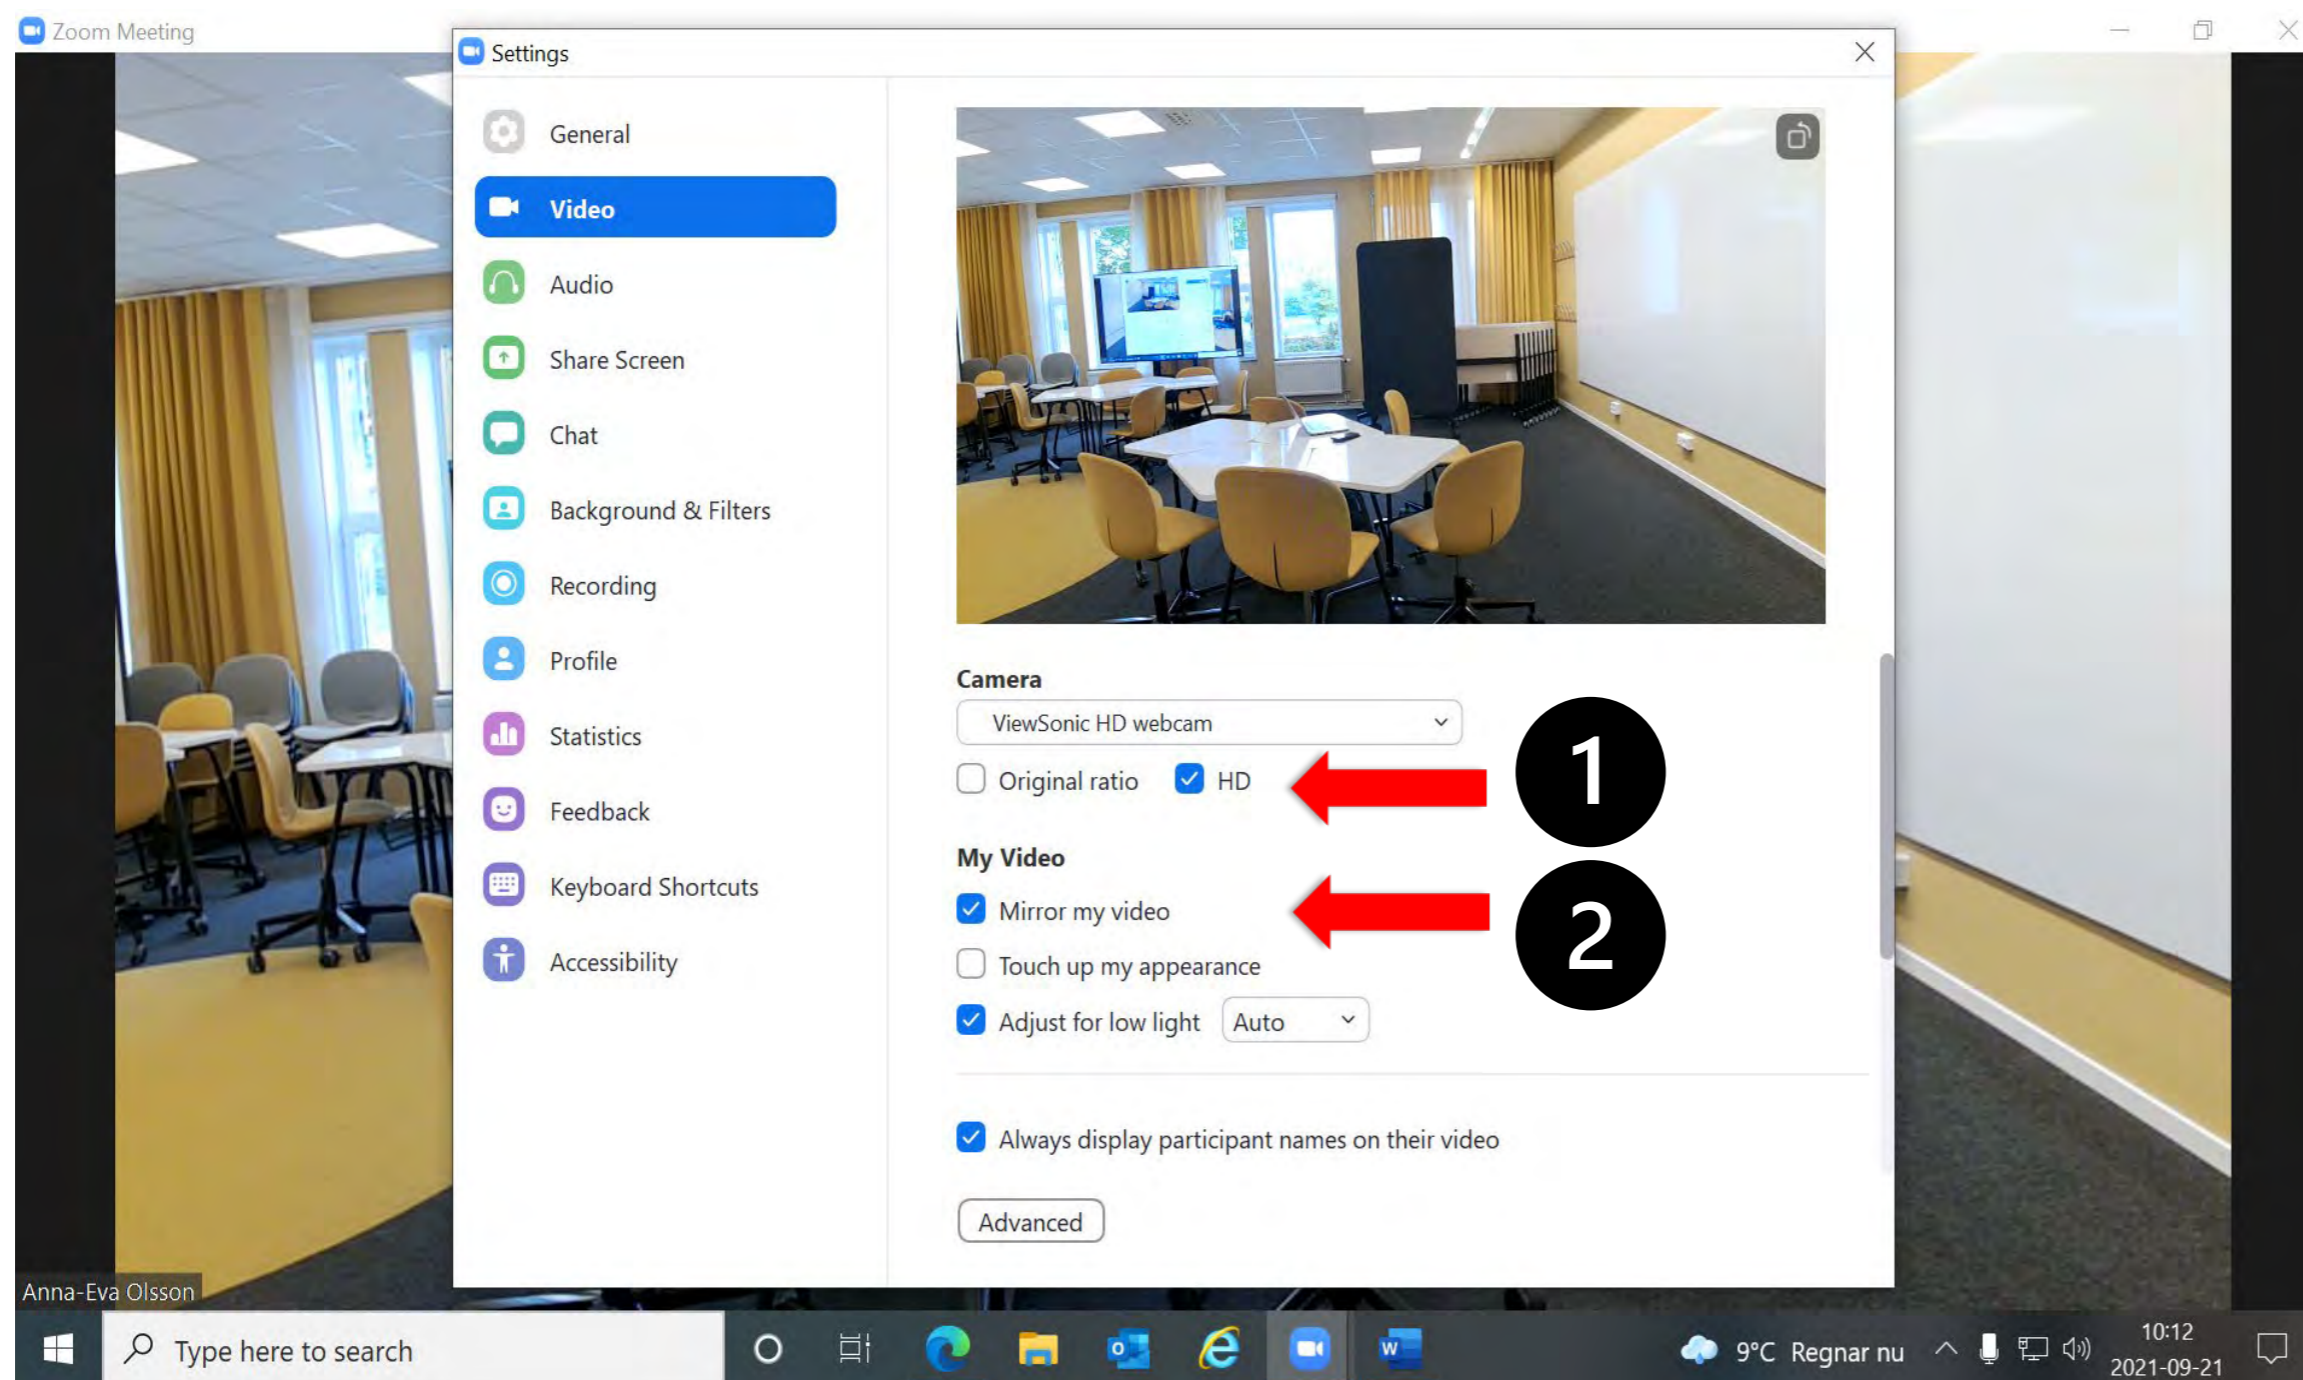 Zoom Meeting
Settings
General
Video
Audio
Share Screen
Chat
Background & Filters
Recording
Profile
Statistics
Feedback
Keyboard Shortcuts
Accessibility
Camera
ViewSonic HD webcam
Original ratio HD
1
My Video
Mirror my video
2
Touch up my appearance
Adjust for low light Auto
Always display participant names on their video
Advanced
Anna-Eva Olsson
Type here to search
9°C Regnar nu
10:12
2021-09-21